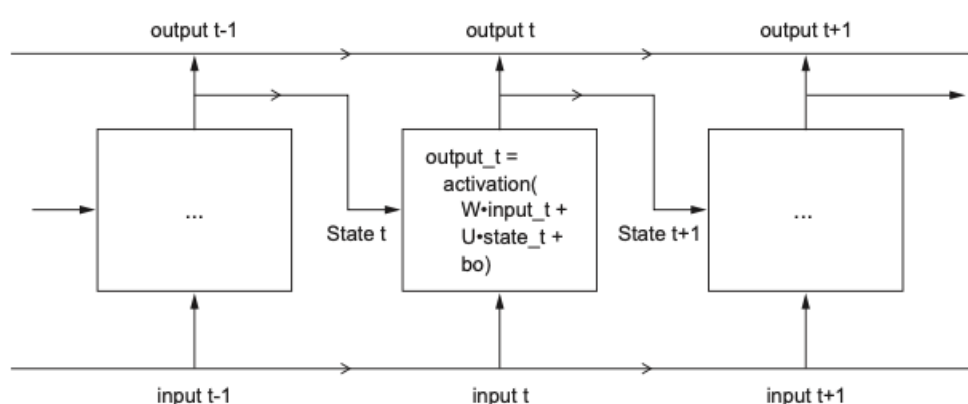 output t-1
output t
output t+1
...
output_t =
activation(
W•input_t +
U•state_t +
bo)
...
State t
State t+1
input t-1
input t
input t+1